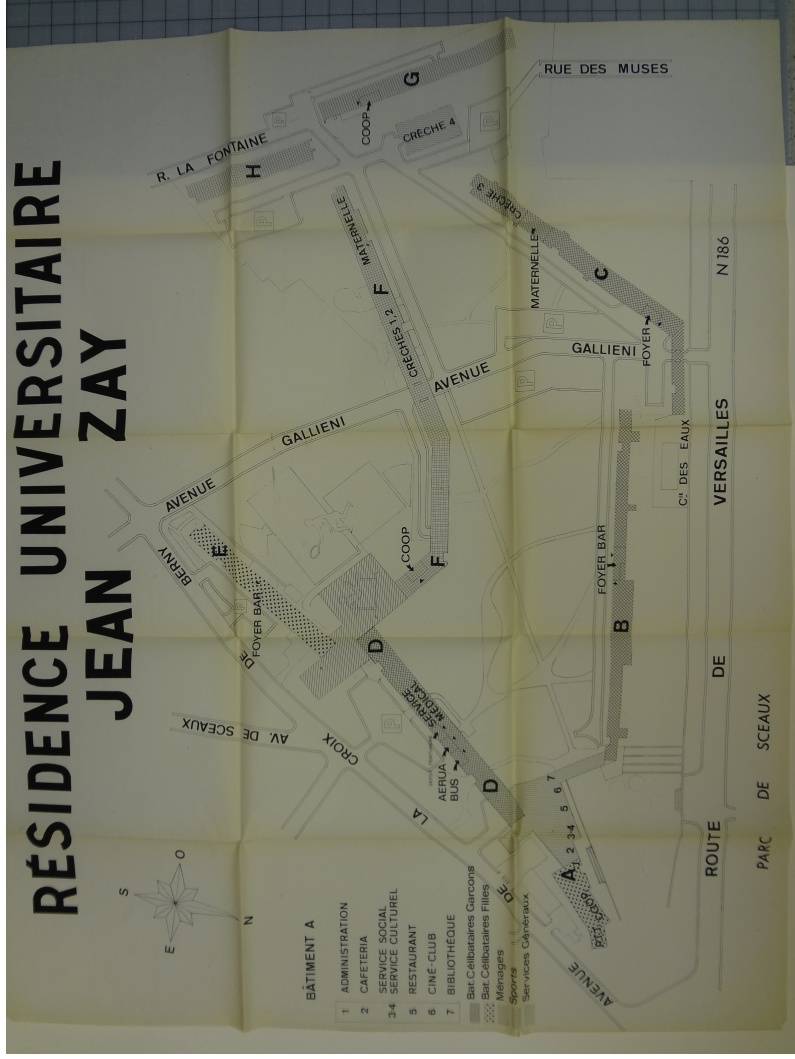 RÉSIDENCE UNIVERSITAIRE
JEAN ZAY
S
E
O
N
BÂTIMENT A
1 ADMINISTRATION
2 CAFETERIA
3-4 SERVICE SOCIAL
SERVICE CULTUREL
5 RESTAURANT
6 CINÉ-CLUB
7 BIBLIOTHÈQUE
Bat. Célibataires Garcons
Bat. Célibataires Filles
Ménages
Sports
Services Généraux
R. LA FONTAINE
H
P
P
G
COOP
CRÈCHE 4
P
RUE DES MUSES
MATERNELLE
F
CRÈCHES 1, 2
CRÈCHE 3
MATERNELLE
C
P
P
FOYER
AVENUE GALLIENI
AVENUE GALLIENI
AVENUE DE LA CROIX DE BERNY
E
P
FOYER BAR
COOP
F
AV. DE SCEAUX
P
D
SERVICE
MÉDICAL
AERUA
BUS
D
FOYER BAR
B
Cit DES EAUX
A
1 2 3-4 5 6 7
P.T.T. COOP
ROUTE DE VERSAILLES
N 186
PARC DE SCEAUX